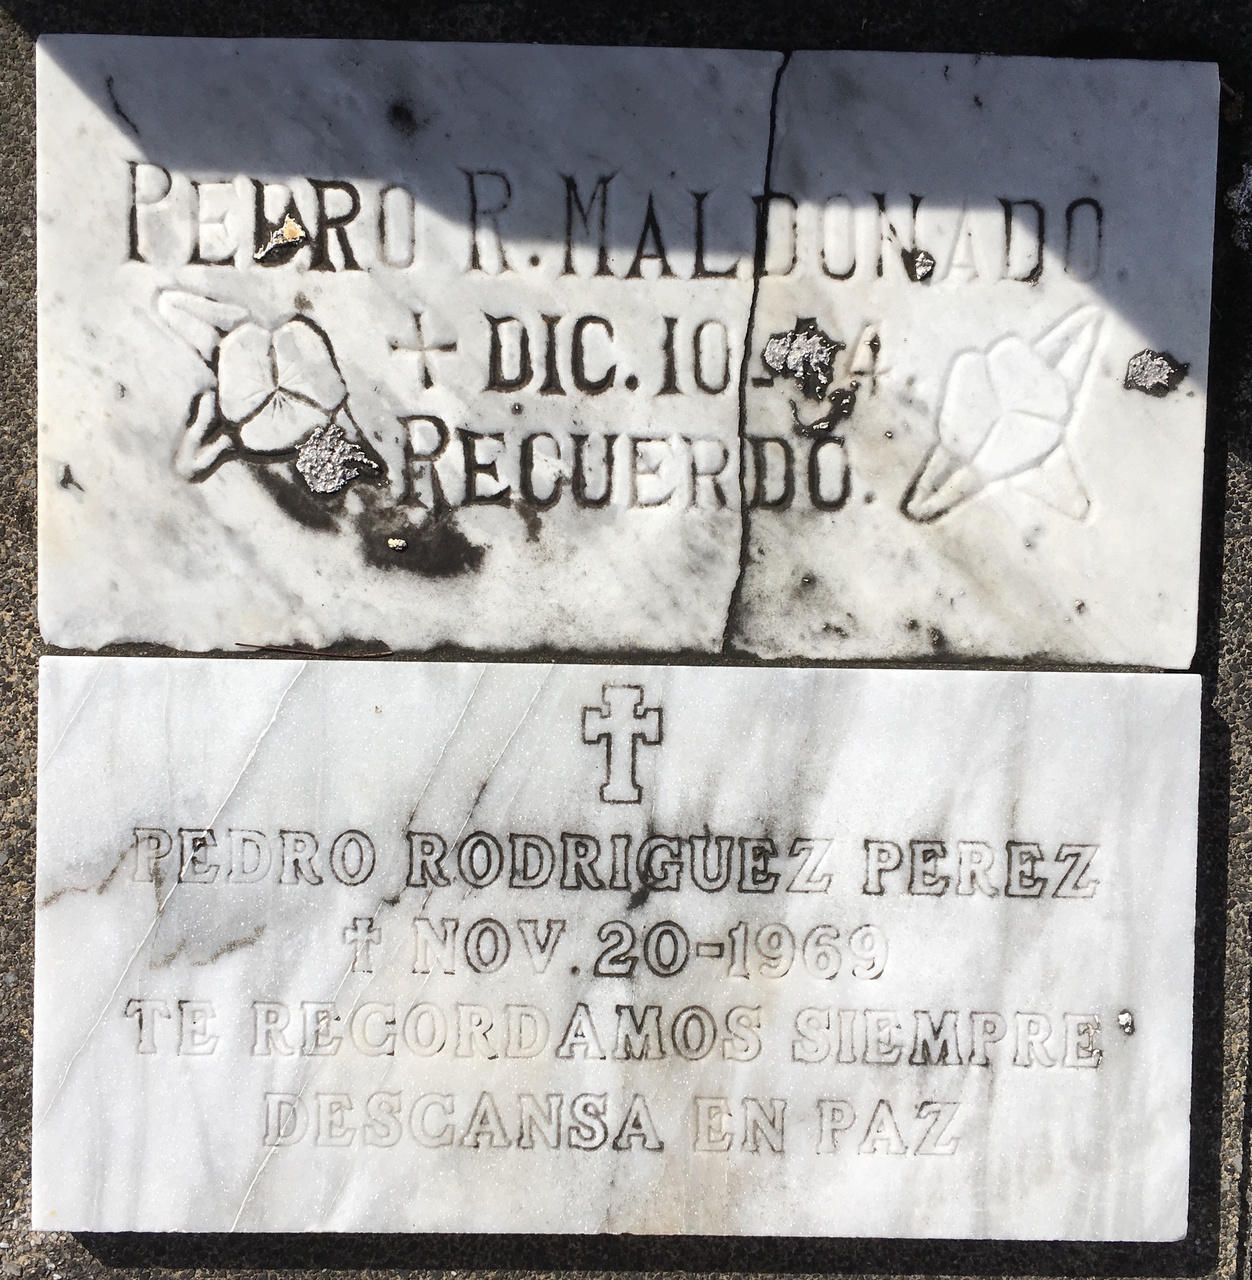 PEDRO R. MALDONADO
✝ DIC. 10
RECUERDO.
PEDRO RODRIGUEZ PEREZ
✝ NOV. 20-1969
TE RECORDAMOS SIEMPRE
DESCANSA EN PAZ